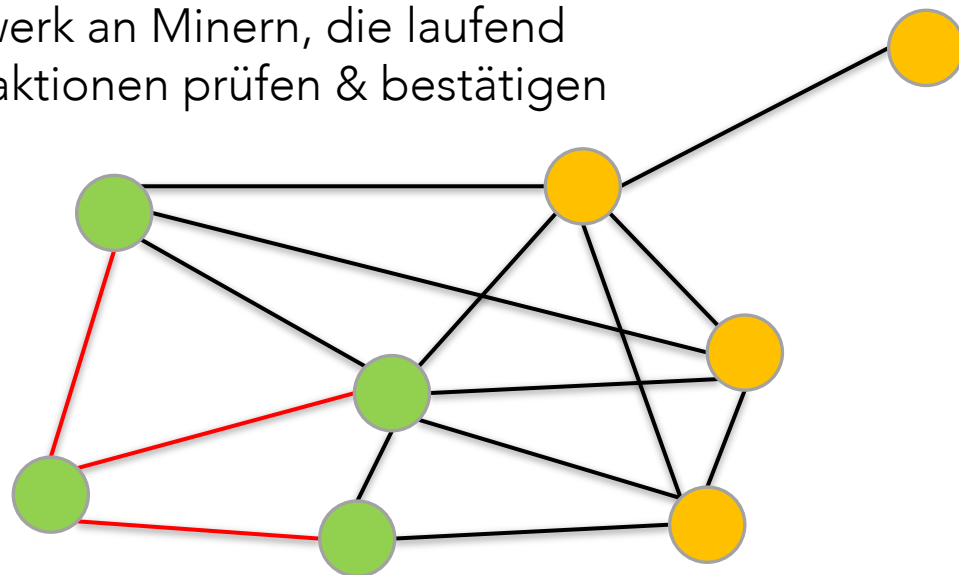 werk an Minern, die laufend
aktionen prüfen & bestätigen